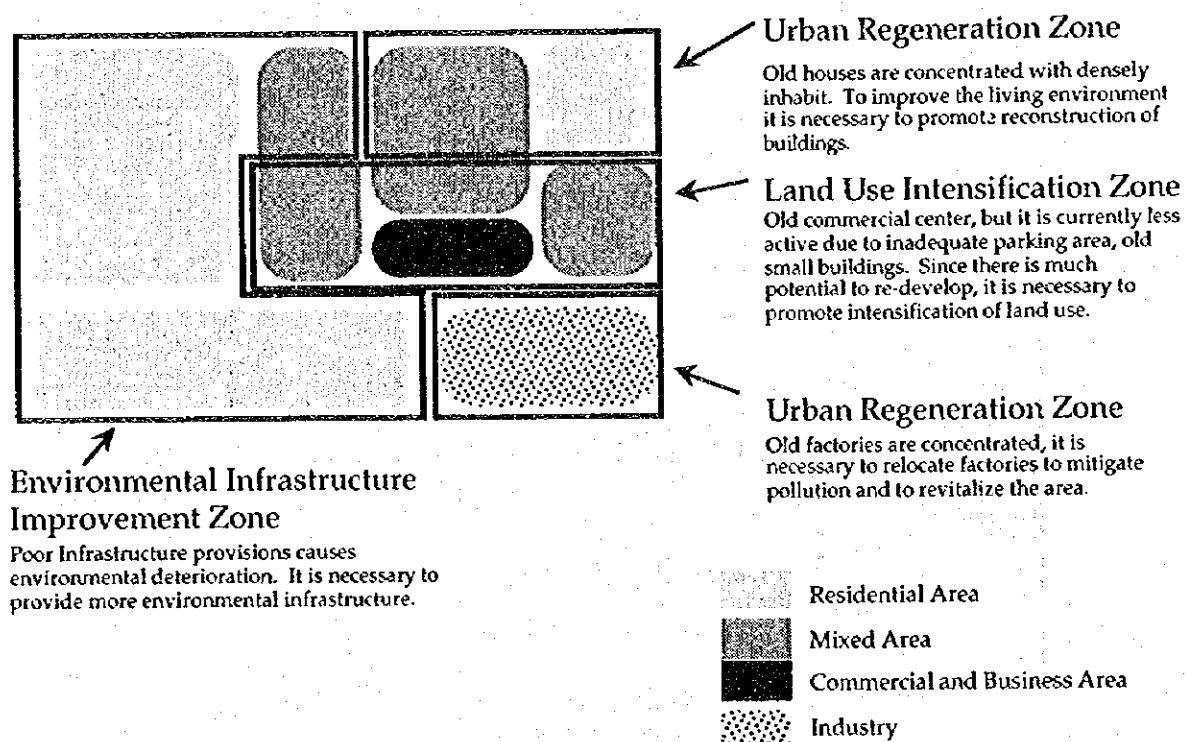 Urban Regeneration Zone
Old houses are concentrated with densely
inhabit. To improve the living environment
it is necessary to promote reconstruction of
buildings.
Land Use Intensification Zone
Old commercial center, but it is currently less
active due to inadequate parking area, old
small buildings. Since there is much
potential to re-develop, it is necessary to
promote intensification of land use.
Urban Regeneration Zone
Old factories are concentrated, it is
necessary to relocate factories to mitigate
pollution and to revitalize the area.
Environmental Infrastructure
Improvement Zone
Poor Infrastructure provisions causes
environmental deterioration. It is necessary to
provide more environmental infrastructure.
Residential Area
Mixed Area
Commercial and Business Area
Industry